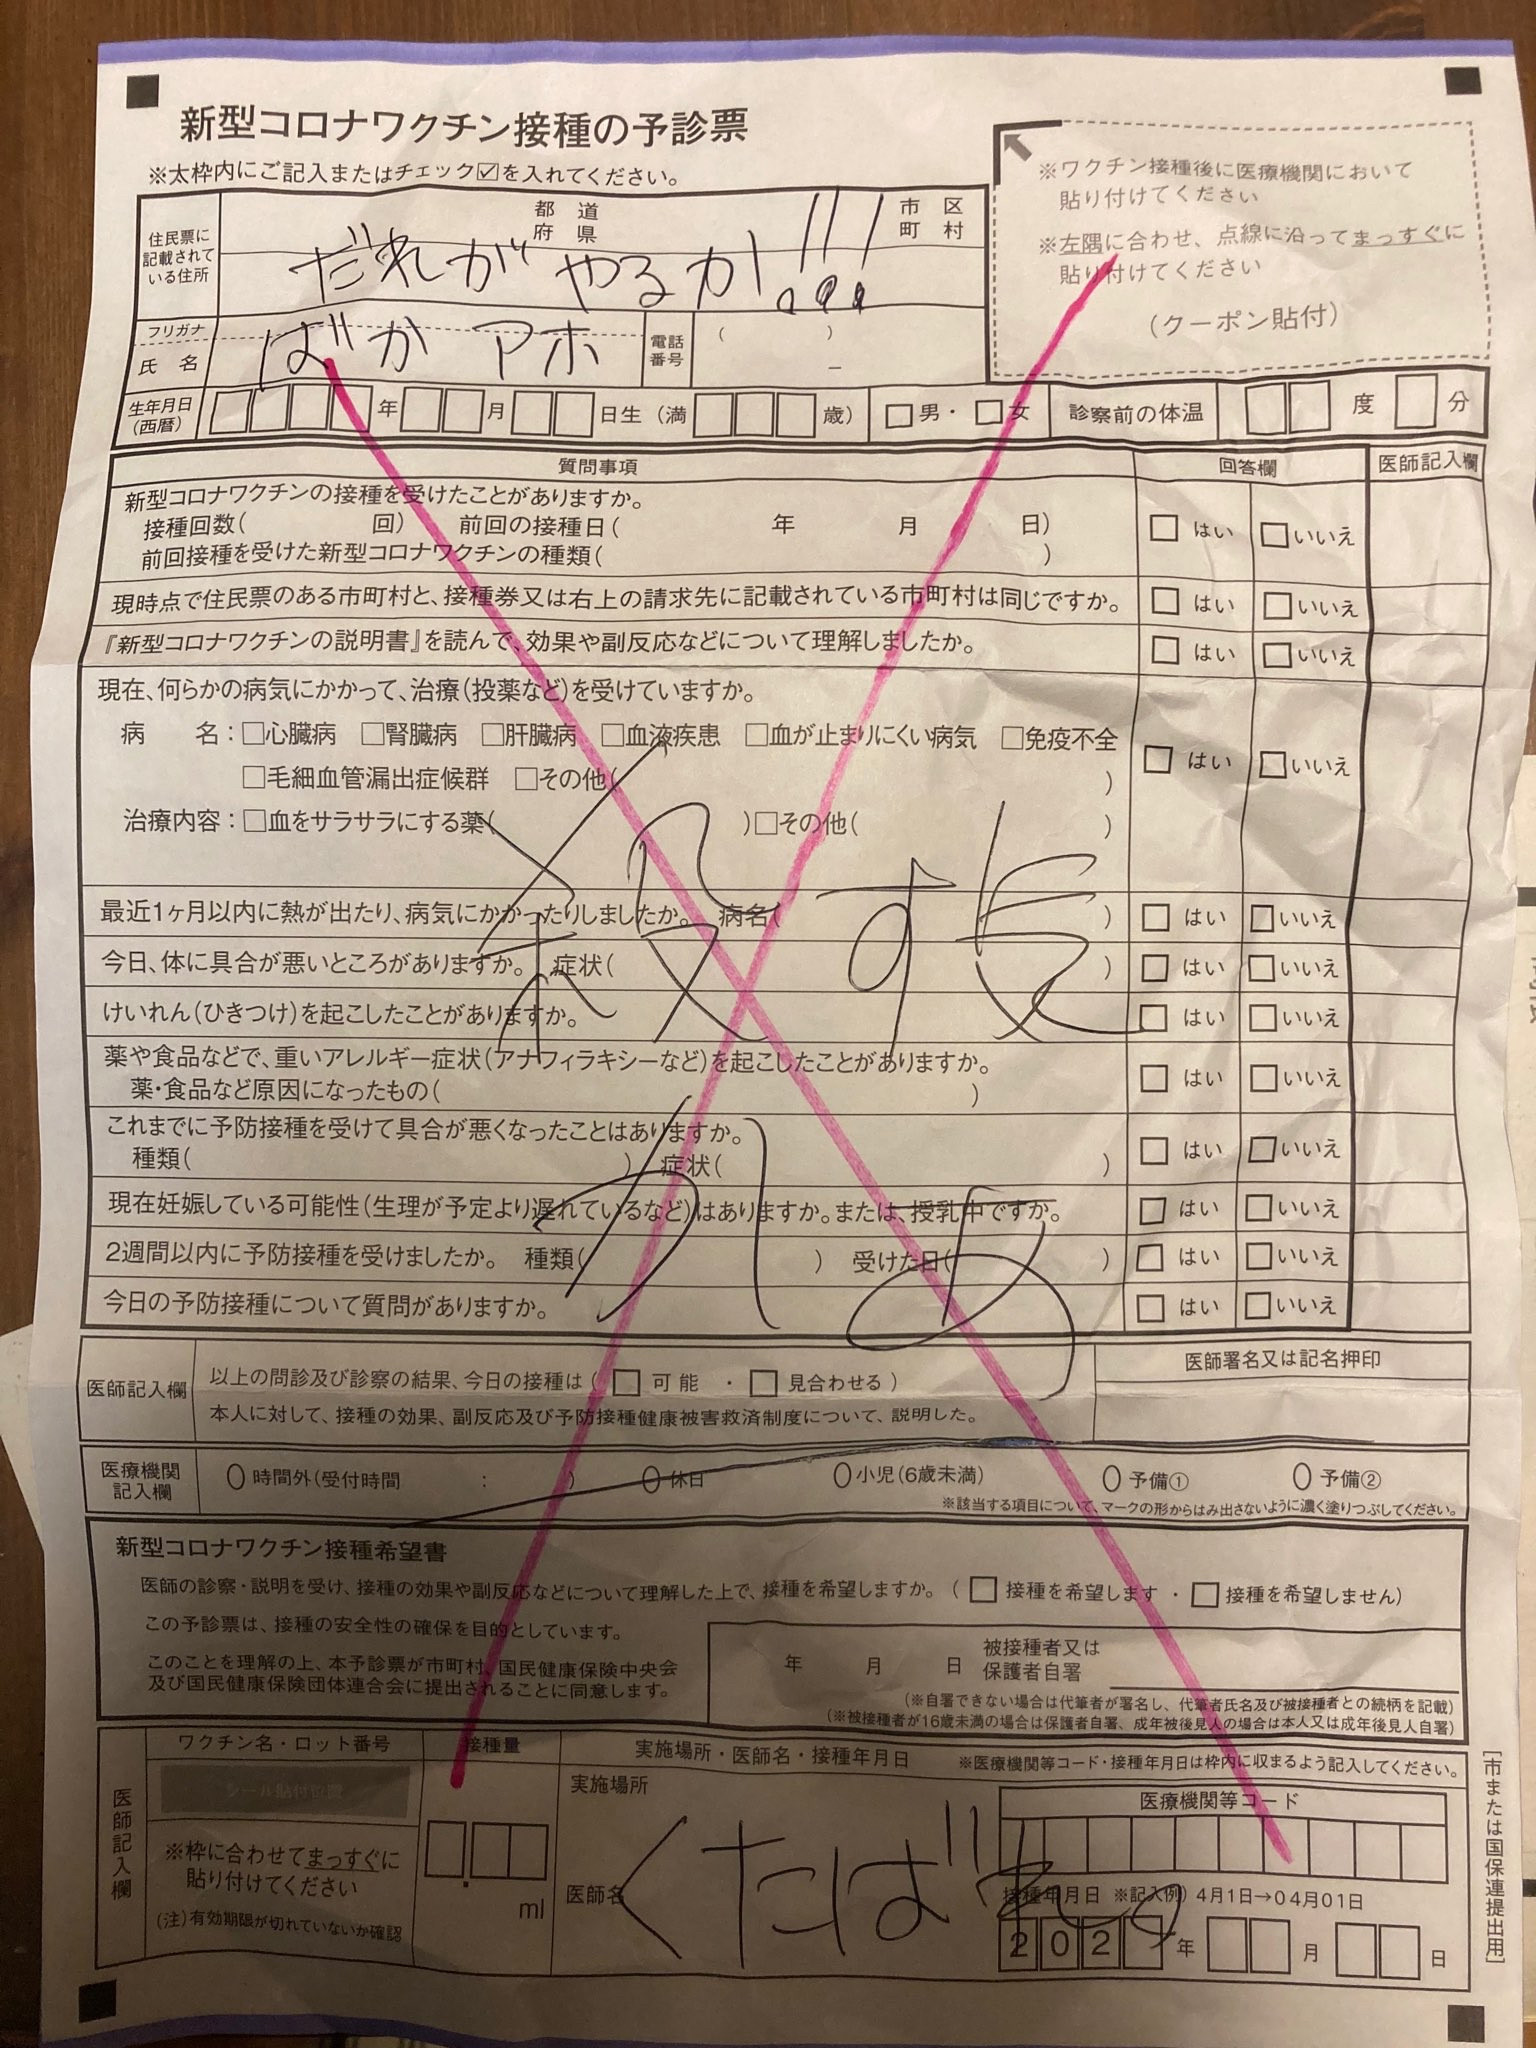 新型コロナワクチン接種の予診票
※太枠内にご記入またはチェック☑を入れてください。
※ワクチン接種後に医療機関において
貼り付けてください
※左隅に合わせ、点線に沿ってまっすぐに
貼り付けてください
(クーポン貼付)
住民票に
記載されて
いる住所
都 道
府 県
市 区
町 村
だれがやるか!!!
フリガナ
氏 名
ばか アホ
電話
番号
( )
－
生年月日
(西暦)
年 月 日生 (満 歳) □男・□女 診察前の体温 度 分
質問事項 回答欄 医師記入欄
新型コロナワクチンの接種を受けたことがありますか。
接種回数( 回) 前回の接種日( 年 月 日)
前回接種を受けた新型コロナワクチンの種類( )
□ はい □ いいえ
現時点で住民票のある市町村と、接種券又は右上の請求先に記載されている市町村は同じですか。 □ はい □ いいえ
『新型コロナワクチンの説明書』を読んで、効果や副反応などについて理解しましたか。 □ はい □ いいえ
現在、何らかの病気にかかって、治療(投薬など)を受けていますか。
病 名:□心臓病 □腎臓病 □肝臓病 □血液疾患 □血が止まりにくい病気 □免疫不全
□毛細血管漏出症候群 □その他( )
治療内容:□血をサラサラにする薬( )□その他( )
□ はい □ いいえ
最近1ヶ月以内に熱が出たり、病気にかかったりしましたか。 病名( ) □ はい □ いいえ
今日、体に具合が悪いところがありますか。 症状( ) □ はい □ いいえ
けいれん(ひきつけ)を起こしたことがありますか。 □ はい □ いいえ
薬や食品などで、重いアレルギー症状(アナフィラキシーなど)を起こしたことがありますか。
薬・食品など原因になったもの( )
□ はい □ いいえ
これまでに予防接種を受けて具合が悪くなったことはありますか。
種類( ) 症状( )
□ はい □ いいえ
現在妊娠している可能性(生理が予定より遅れているなど)はありますか。または、授乳中ですか。 □ はい □ いいえ
2週間以内に予防接種を受けましたか。 種類( ) 受けた日( ) □ はい □ いいえ
今日の予防接種について質問がありますか。 □ はい □ いいえ
医師記入欄
以上の問診及び診察の結果、今日の接種は( □ 可能 ・ □ 見合わせる )
本人に対して、接種の効果、副反応及び予防接種健康被害救済制度について、説明した。
医師署名又は記名押印
医療機関
記入欄
時間外(受付時間 : ) 休日 小児(6歳未満) 予備① 予備②
※該当する項目について、マークの形からはみ出さないように濃く塗りつぶしてください。
新型コロナワクチン接種希望書
医師の診察・説明を受け、接種の効果や副反応などについて理解した上で、接種を希望しますか。( □ 接種を希望します ・ □ 接種を希望しません)
この予診票は、接種の安全性の確保を目的としています。
このことを理解の上、本予診票が市町村、国民健康保険中央会
及び国民健康保険団体連合会に提出されることに同意します。
年 月 日
被接種者又は
保護者自署
(※自署できない場合は代筆者が署名し、代筆者氏名及び被接種者との続柄を記載)
(※被接種者が16歳未満の場合は保護者自署、成年被後見人の場合は本人又は成年後見人自署)
医師記入欄
ワクチン名・ロット番号
シール貼付位置
※枠に合わせてまっすぐに
貼り付けてください
(注)有効期限が切れていないか確認
接種量
. ml
実施場所・医師名・接種年月日 ※医療機関等コード・接種年月日は枠内に収まるよう記入してください。
実施場所
医療機関等コード
医師名
くたばれ。
接種年月日 ※記入例) 4月1日→04月01日
202 年 月 日
[市または国保連提出用]